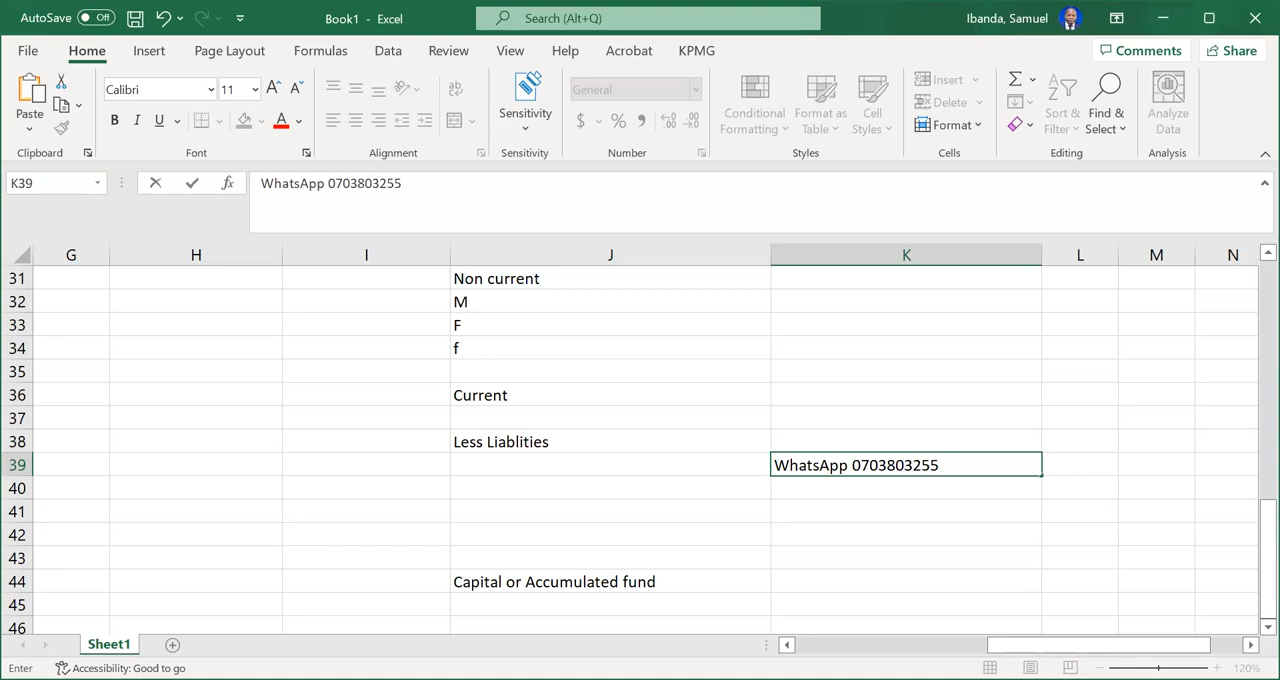 AutoSave Off Book1 - Excel Search (Alt+Q) Ibanda, Samuel
File Home Insert Page Layout Formulas Data Review View Help Acrobat KPMG Comments Share
Paste Calibri 11 General
B I U A ab $ % Sensitivity Conditional Formatting Format as Table Cell Styles Insert Delete Format Sort & Filter Find & Select Analyze Data
Clipboard Font Alignment Sensitivity Number Styles Cells Editing Analysis
K39 fx WhatsApp 0703803255
G H I J K L M N
31 Non current
32 M
33 F
34 f
35
36 Current
37
38 Less Liablities
39 WhatsApp 0703803255
40
41
42
43
44 Capital or Accumulated fund
45
46
Sheet1
Enter Accessibility: Good to go 120%